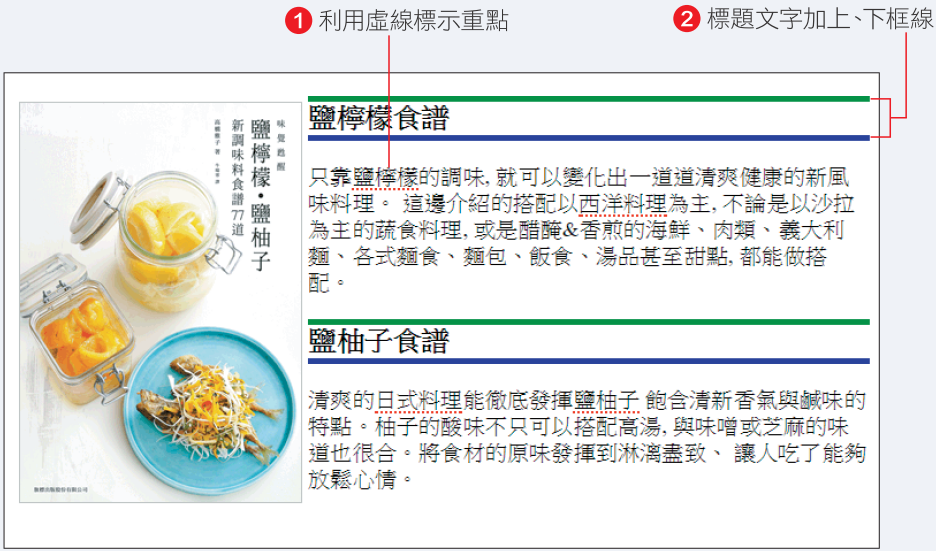 1 利用虛線標示重點
2 標題文字加上、下框線
味覺甦醒
鹽檸檬・鹽柚子
新調味料食譜77道
鹽檸檬食譜
只靠鹽檸檬的調味, 就可以變化出一道道清爽健康的新風
味料理。 這邊介紹的搭配以西洋料理為主, 不論是以沙拉
為主的蔬食料理, 或是醋醃&香煎的海鮮、肉類、義大利
麵、各式麵食、麵包、飯食、湯品甚至甜點, 都能做搭
配。
鹽柚子食譜
清爽的日式料理能徹底發揮鹽柚子 飽含清新香氣與鹹味的
特點。柚子的酸味不只可以搭配高湯, 與味噌或芝麻的味
道也很合。將食材的原味發揮到淋漓盡致、 讓人吃了能夠
放鬆心情。